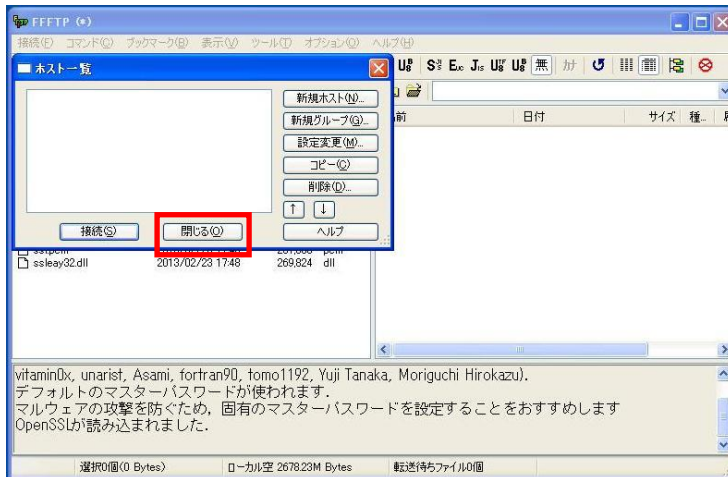 FFFTP (*)
接続(F) コマンド(C) ブックマーク(B) 表示(V) ツール(T) オプション(O) ヘルプ(H)
ホスト一覧
新規ホスト(N)...
新規グループ(G)...
設定変更(M)...
コピー(C)
削除(D)...
↑ ↓
接続(S) 閉じる(O) ヘルプ
無
日付 サイズ 種...
ssleay32.dll 2013/02/23 17:48 269,824 dll
vitamin0x, unarist, Asami, fortran90, tomo1192, Yuji Tanaka, Moriguchi Hirokazu).
デフォルトのマスターパスワードが使われます.
マルウェアの攻撃を防ぐため, 固有のマスターパスワードを設定することをおすすめします
OpenSSLが読み込まれました.
選択0個(0 Bytes) ローカル空 2678.23M Bytes 転送待ちファイル0個